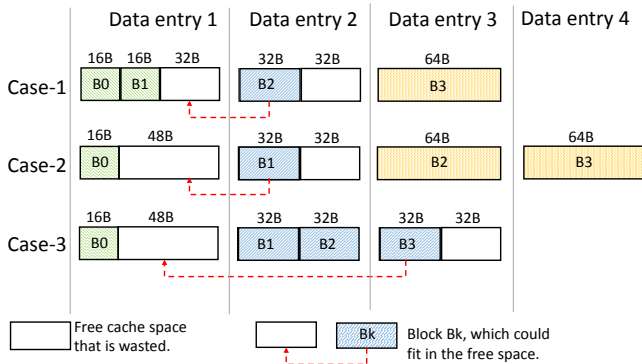 Data entry 1 Data entry 2 Data entry 3 Data entry 4
16B 16B 32B 32B 32B 64B
Case-1 B0 B1 B2 B3
16B 48B 32B 32B 64B 64B
Case-2 B0 B1 B2 B3
16B 48B 32B 32B 32B 32B
Case-3 B0 B1 B2 B3
Free cache space
that is wasted.
Bk
Block Bk, which could
fit in the free space.